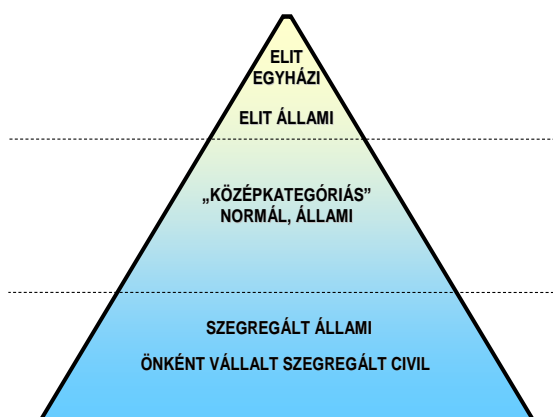 ELIT
EGYHÁZI
ELIT ÁLLAMI
„KÖZÉPKATEGÓRIÁS”
NORMÁL, ÁLLAMI
SZEGREGÁLT ÁLLAMI
ÖNKÉNT VÁLLALT SZEGREGÁLT CIVIL